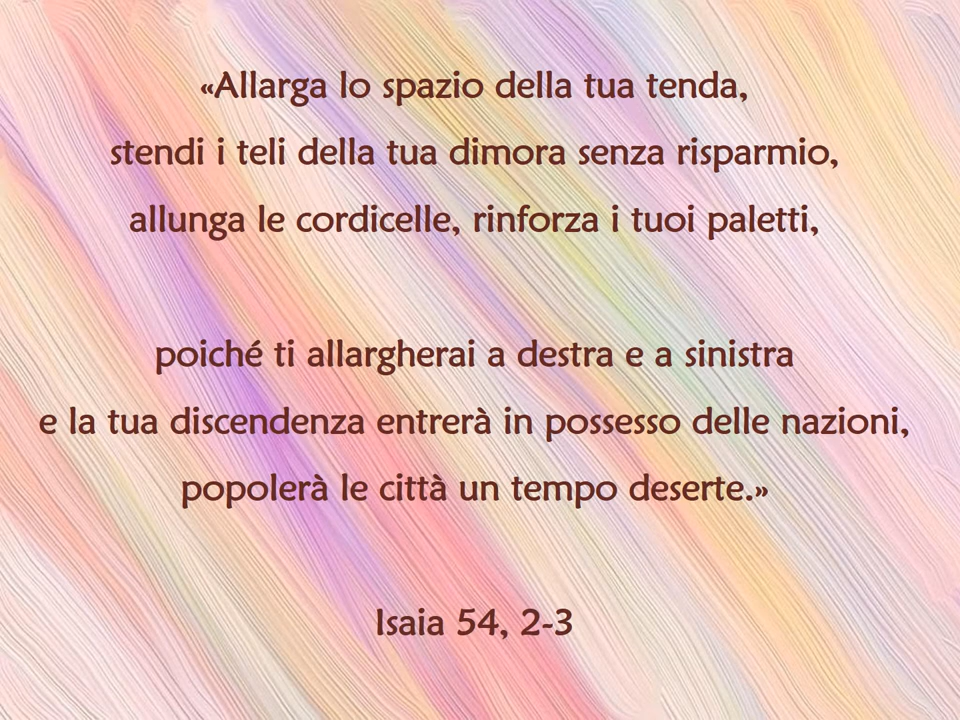 «Allarga lo spazio della tua tenda,
stendi i teli della tua dimora senza risparmio,
allunga le cordicelle, rinforza i tuoi paletti,
poiché ti allargherai a destra e a sinistra
e la tua discendenza entrerà in possesso delle nazioni,
popolerà le città un tempo deserte.»
Isaia 54, 2-3